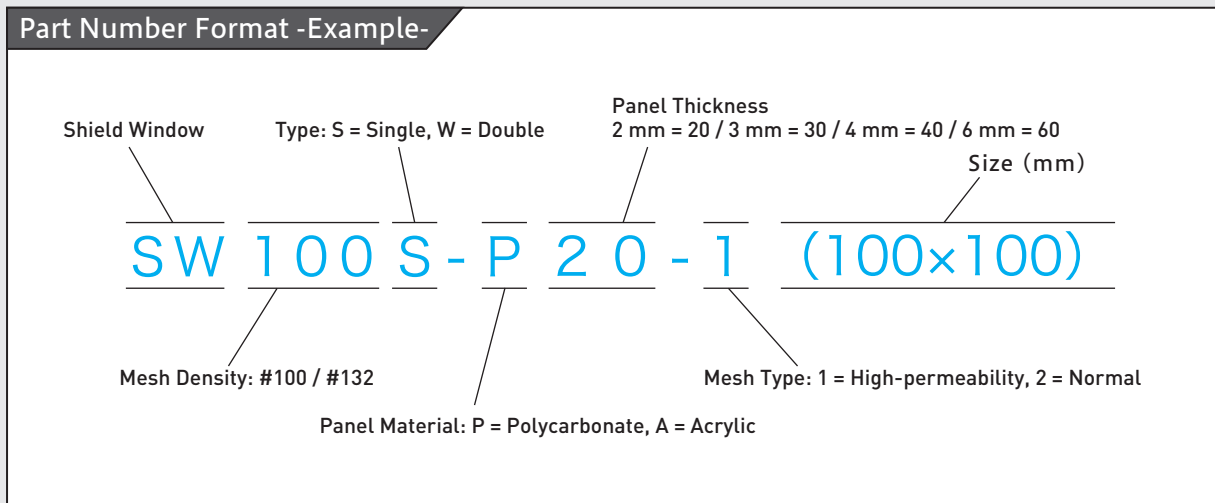 Part Number Format -Example-
Panel Thickness
Shield Window
Type: S = Single, W = Double
2 mm = 20 / 3 mm = 30 / 4 mm = 40 / 6 mm = 60
Size (mm)
SW 100 S - P 20 - 1 (100×100)
Mesh Density: #100 / #132
Mesh Type: 1 = High-permeability, 2 = Normal
Panel Material: P = Polycarbonate, A = Acrylic